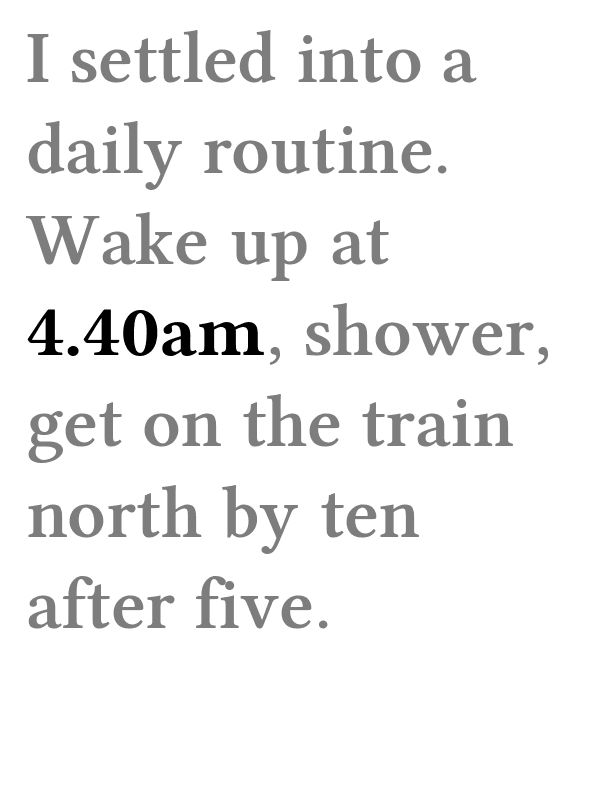 I settled into a
daily routine.
Wake up at
4.40am, shower,
get on the train
north by ten
after five.